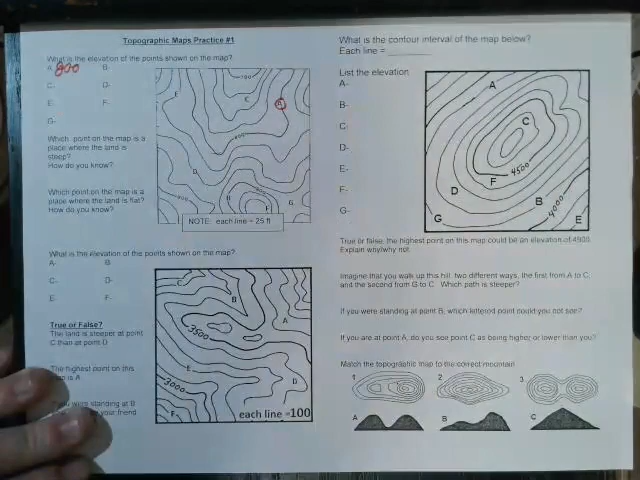 Topographic Maps Practice #1
What is the elevation of the points shown on the map?
A- 800 B-
C- D-
E- F-
G-
Which point on the map is a
place where the land is
steep?
How do you know?
Which point on the map is a
place where the land is flat?
How do you know?
E
C
A
D
B
F
G
NOTE: each line = 25 ft
What is the elevation of the points shown on the map?
A- B
C- D-
E F-
True or False?
The land is steeper at point
C than at point D
The highest point on this
is A
were standing at B
your friend
C
B
A
3500
E
D
3000
F
each line =100
What is the contour interval of the map below?
Each line =
List the elevation
A-
B-
C
D-
E-
F-
G-
A
C
4500
F
D
B
4000
G
E
True or false, the highest point on this map could be an elevation of 4900.
Explain why/why not.
Imagine that you walk up this hill, two different ways, the first from A to C,
and the second from G to C. Which path is steeper?
If you were standing at point B, which lettered point could you not see?
If you are at point A, do you see point C as being higher or lower than you?
Match the topographic map to the correct mountain
1 2 3
A B C